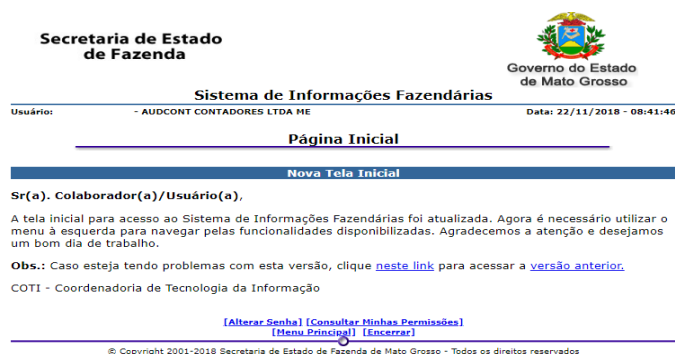 Secretaria de Estado
de Fazenda
Governo do Estado
de Mato Grosso
Sistema de Informações Fazendárias
Usuário: - AUDCONT CONTADORES LTDA ME Data: 22/11/2018 - 08:41:46
Página Inicial
Nova Tela Inicial
Sr(a). Colaborador(a)/Usuário(a),
A tela inicial para acesso ao Sistema de Informações Fazendárias foi atualizada. Agora é necessário utilizar o
menu à esquerda para navegar pelas funcionalidades disponibilizadas. Agradecemos a atenção e desejamos
um bom dia de trabalho.
Obs.: Caso esteja tendo problemas com esta versão, clique neste link para acessar a versão anterior.
COTI - Coordenadoria de Tecnologia da Informação
[Alterar Senha] [Consultar Minhas Permissões]
[Menu Principal] [Encerrar]
© Copyright 2001-2018 Secretaria de Estado de Fazenda de Mato Grosso - Todos os direitos reservados